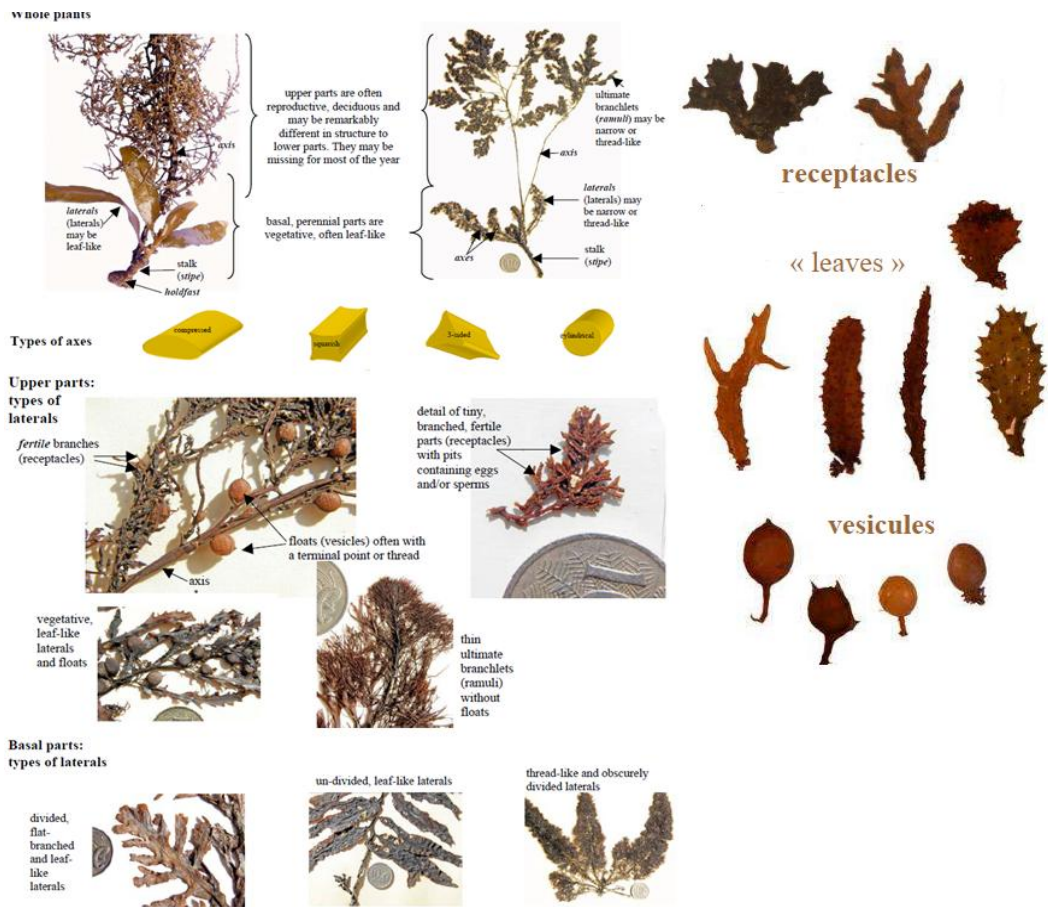 Whole plants
upper parts are often
reproductive, deciduous and
may be remarkably
different in structure to
lower parts. They may be
missing for most of the year
axis
laterals
(laterals)
may be
leaf-like
basal, perennial parts are
vegetative, often leaf-like
stalk
(stipe)
holdfast
ultimate
branchlets
(ramuli) may be
narrow or
thread-like
axis
laterals
(laterals) may
be narrow or
thread-like
axes
stalk
(stipe)
Types of axes
compressed
squarish
3-sided
cylindrical
Upper parts:
types of
laterals
fertile branches
(receptacles)
floats (vesicles) often with
a terminal point or thread
axis
detail of tiny,
branched, fertile
parts (receptacles)
with pits
containing eggs
and/or sperms
vegetative,
leaf-like
laterals
and floats
thin
ultimate
branchlets
(ramuli)
without
floats
Basal parts:
types of laterals
divided,
flat-
branched
and leaf-
like
laterals
un-divided, leaf-like laterals
thread-like and obscurely
divided laterals
receptacles
« leaves »
vesicules